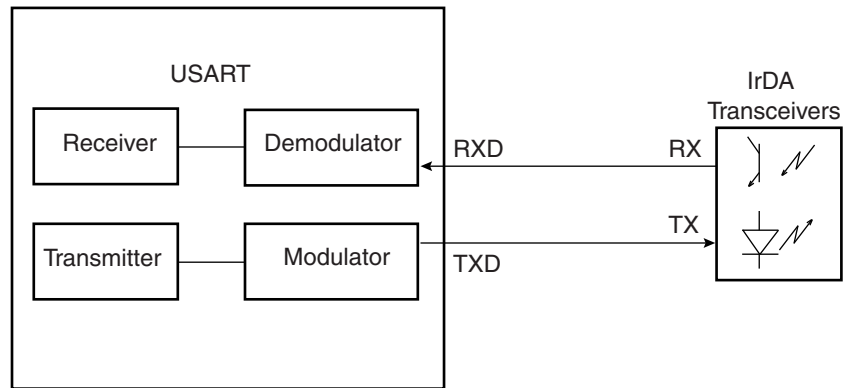 USART
IrDA
Transceivers
Receiver
Demodulator
RXD
RX
Transmitter
Modulator
TXD
TX